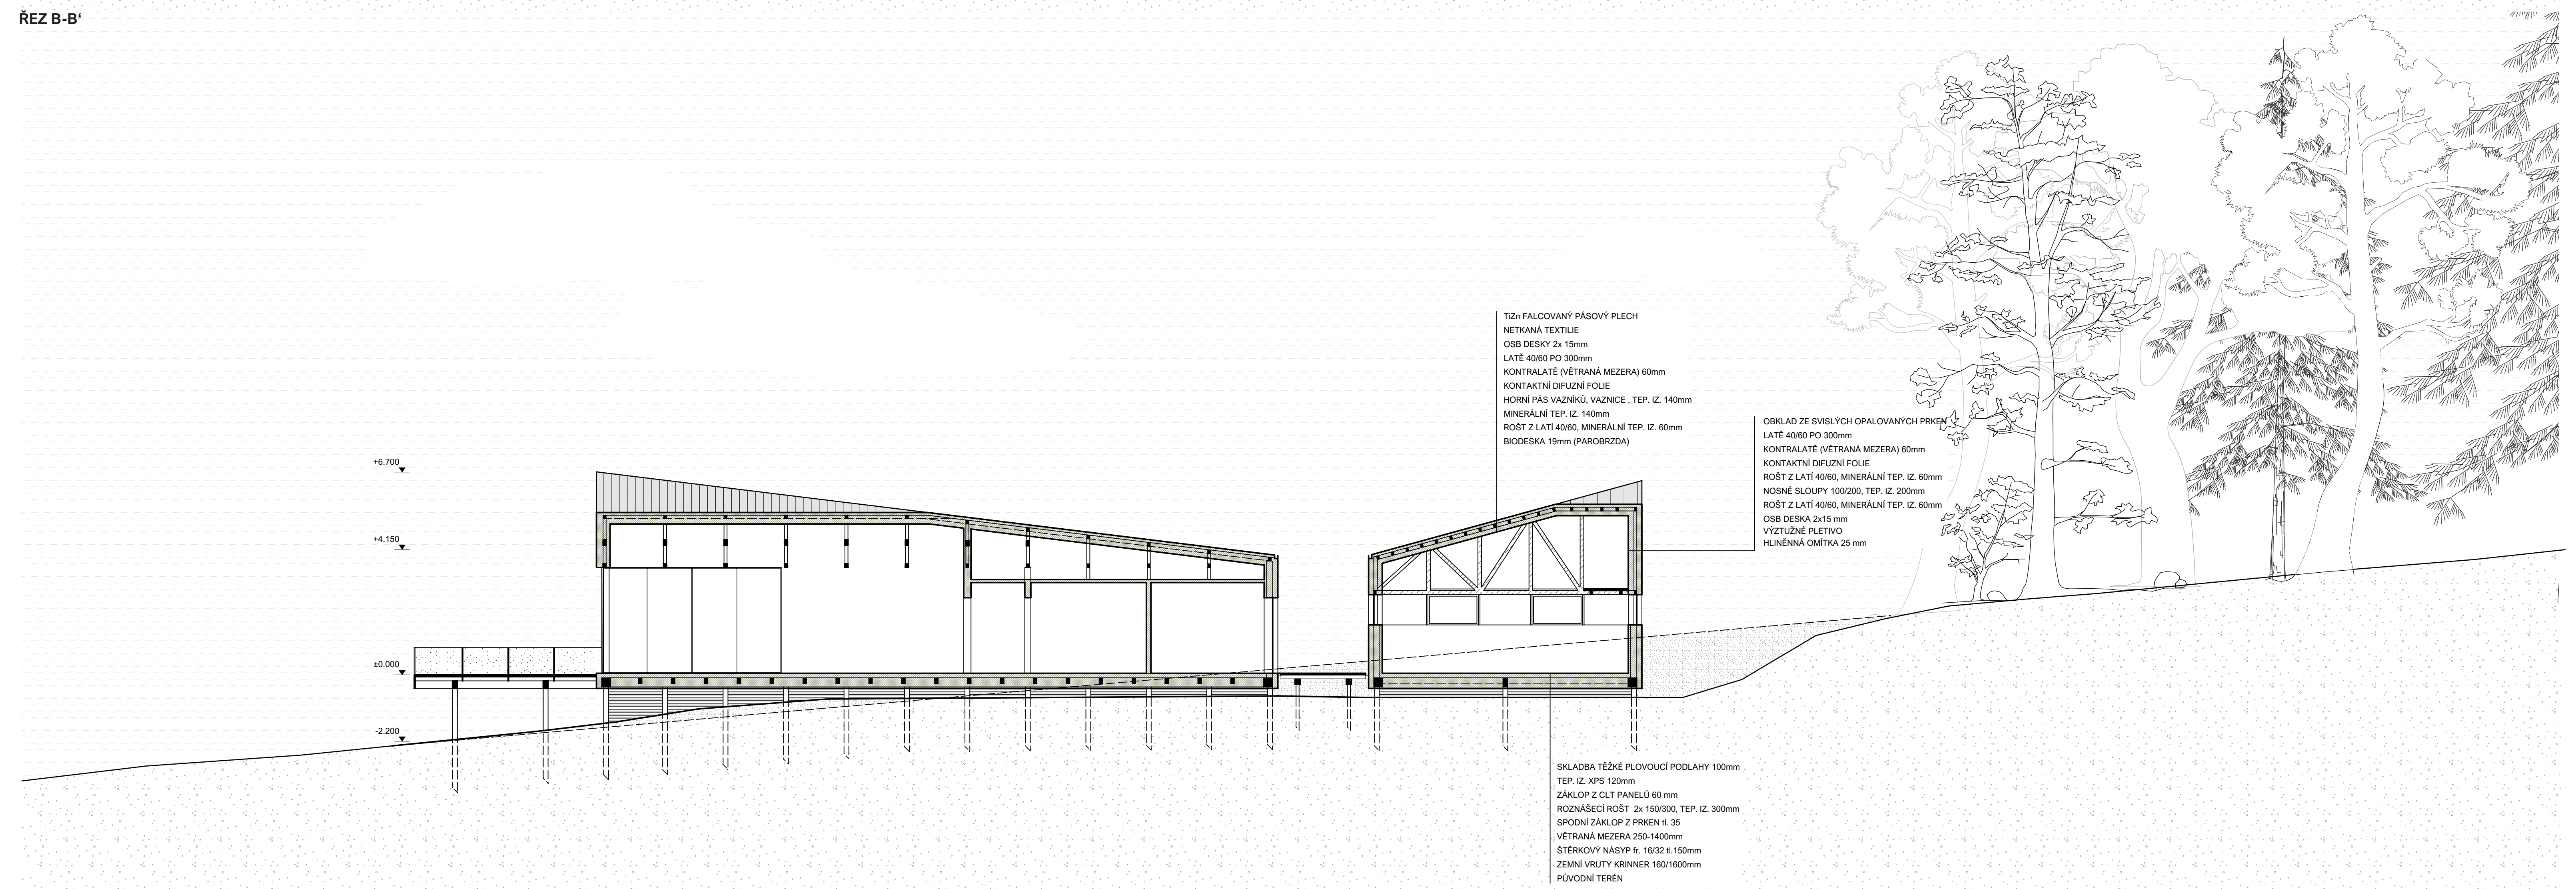 ŘEZ B-B‘
TiZn FALCOVANÝ PÁSOVÝ PLECH
NETKANÁ TEXTILIE
OSB DESKY 2x 15mm
LATĚ 40/60 PO 300mm
KONTRALATĚ (VĚTRANÁ MEZERA) 60mm
KONTAKTNÍ DIFUZNÍ FOLIE
HORNÍ PÁS VAZNÍKŮ, VAZNICE , TEP. IZ. 140mm
MINERÁLNÍ TEP. IZ. 140mm
ROŠT Z LATÍ 40/60, MINERÁLNÍ TEP. IZ. 60mm
BIODESKA 19mm (PAROBRZDA)
OBKLAD ZE SVISLÝCH OPALOVANÝCH PRKEN
LATĚ 40/60 PO 300mm
KONTRALATĚ (VĚTRANÁ MEZERA) 60mm
KONTAKTNÍ DIFUZNÍ FOLIE
ROŠT Z LATÍ 40/60, MINERÁLNÍ TEP. IZ. 60mm
NOSNÉ SLOUPY 100/200, TEP. IZ. 200mm
ROŠT Z LATÍ 40/60, MINERÁLNÍ TEP. IZ. 60mm
OSB DESKA 2x15 mm
VÝZTUŽNÉ PLETIVO
HLINĚNNÁ OMÍTKA 25 mm
+6.700
+4.150
±0.000
-2.200
SKLADBA TĚŽKÉ PLOVOUCÍ PODLAHY 100mm
TEP. IZ. XPS 120mm
ZÁKLOP Z CLT PANELŮ 60 mm
ROZNÁŠECÍ ROŠT 2x 150/300, TEP. IZ. 300mm
SPODNÍ ZÁKLOP Z PRKEN tl. 35
VĚTRANÁ MEZERA 250-1400mm
ŠTĚRKOVÝ NÁSYP fr. 16/32 tl.150mm
ZEMNÍ VRUTY KRINNER 160/1600mm
PŮVODNÍ TERÉN